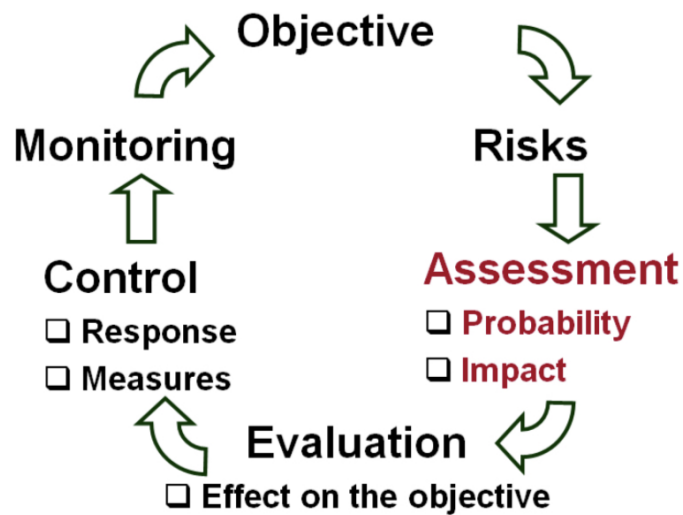 Objective
Risks
Assessment
Probability
Impact
Evaluation
Effect on the objective
Control
Response
Measures
Monitoring